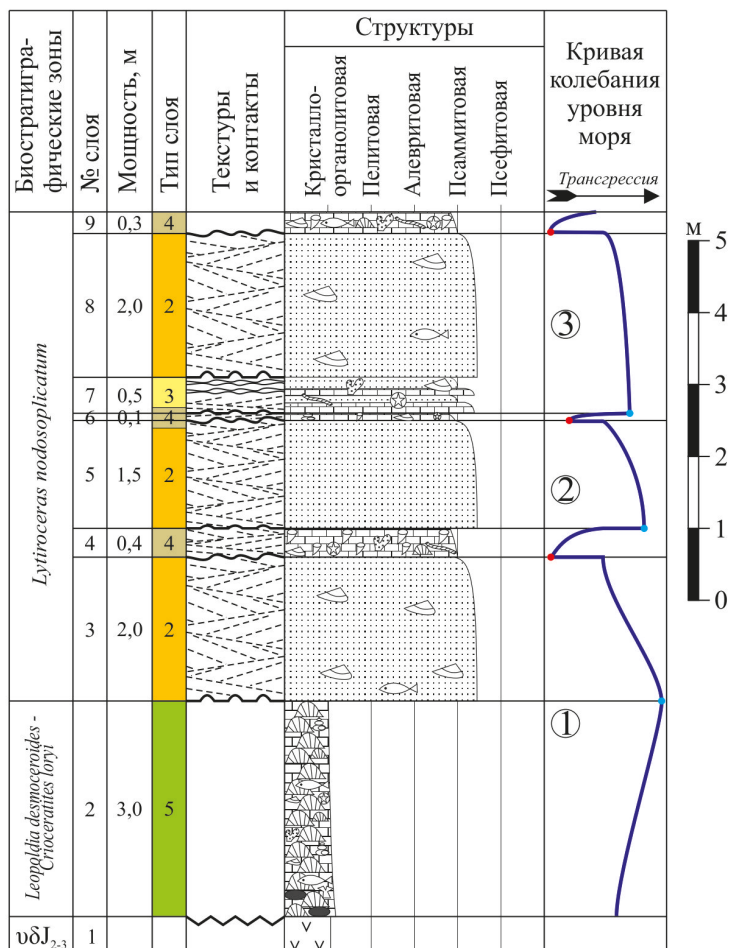 Биостратигра-
фические зоны
№ слоя
Мощность, м
Тип слоя
Текстуры
и контакты
Структуры
Кристалло-
органолитовая
Пелитовая
Алевритовая
Псаммитовая
Псефитовая
Кривая
колебания
уровня
моря
Трансгрессия
Lytiroceras nodosoplicatum
9 0,3 4
8 2,0 2
7 0,5 3
6 0,1 4
5 1,5 2
4 0,4 4
3 2,0 2
Leopoldia desmoceroides -
Crioceratites loryi
2 3,0 5
υδJ2-3 1
3
2
1
м
5
4
3
2
1
0